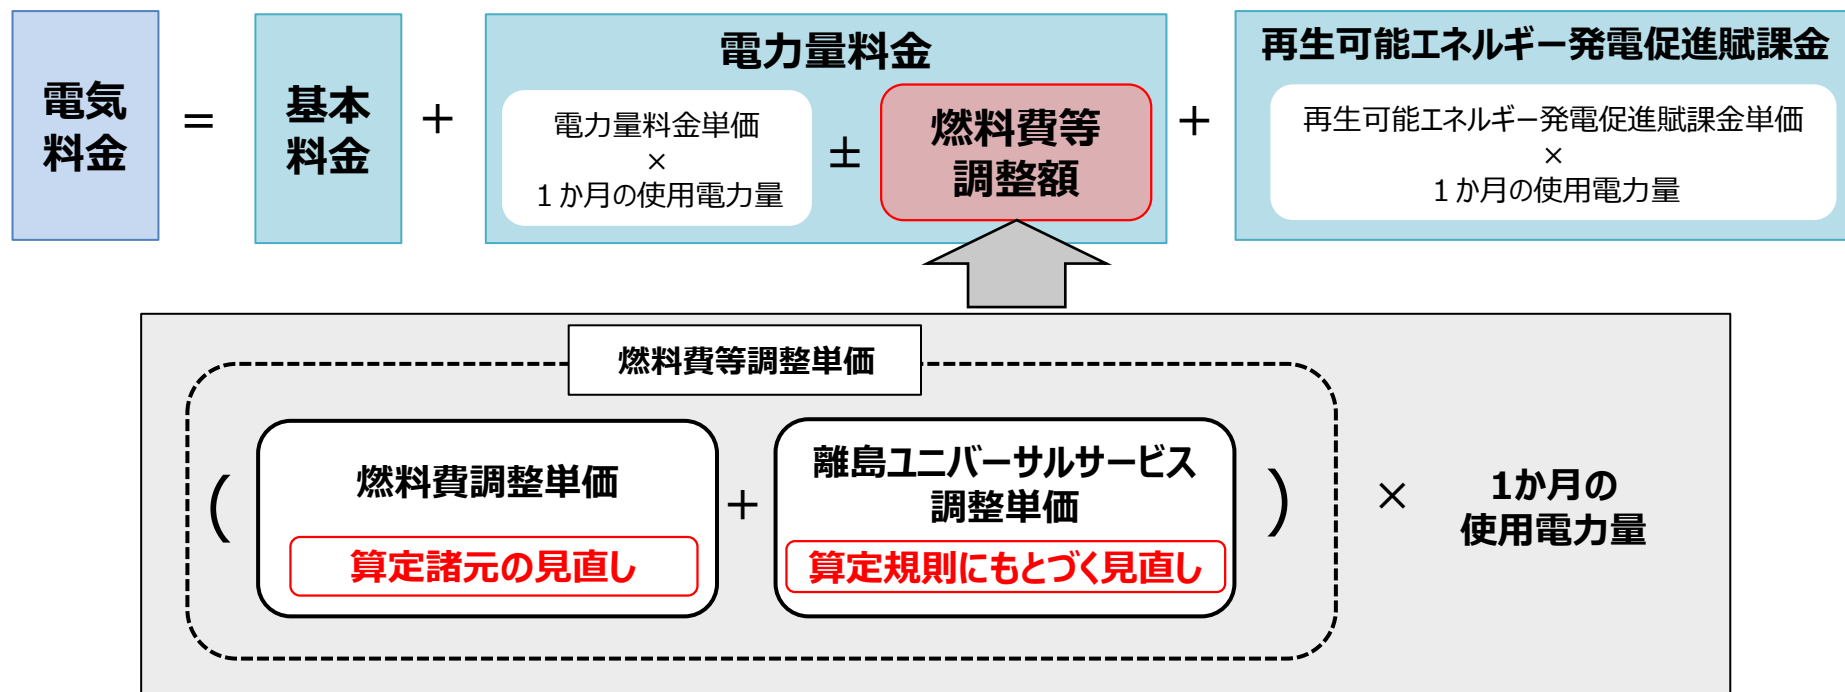 電気
料金
=
基本
料金
+
電力量料金
電力量料金単価
×
1か月の使用電力量
±
燃料費等
調整額
+
再生可能エネルギー発電促進賦課金
再生可能エネルギー発電促進賦課金単価
×
1か月の使用電力量
燃料費等調整単価
(
燃料費調整単価
算定諸元の見直し
+
離島ユニバーサルサービス
調整単価
算定規則にもとづく見直し
)
×
1か月の
使用電力量